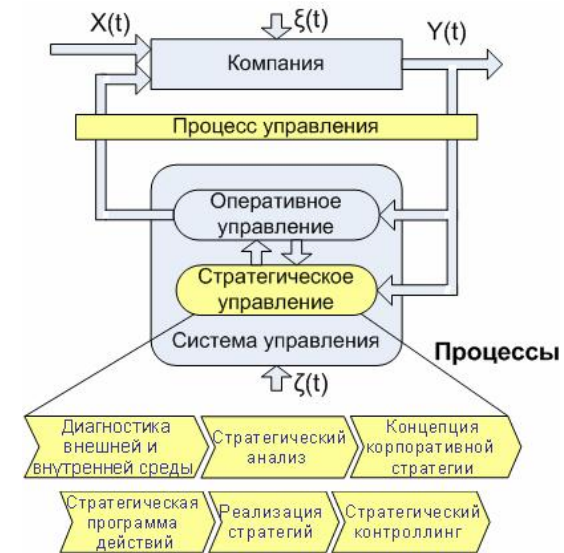 X(t)
ξ(t)
Y(t)
Компания
Процесс управления
Оперативное
управление
Стратегическое
управление
Система управления
Процессы
ζ(t)
Диагностика
внешней и
внутренней среды
Стратегический
анализ
Концепция
корпоративной
стратегии
Стратегическая
программа
действий
Реализация
стратегий
Стратегический
контроллинг